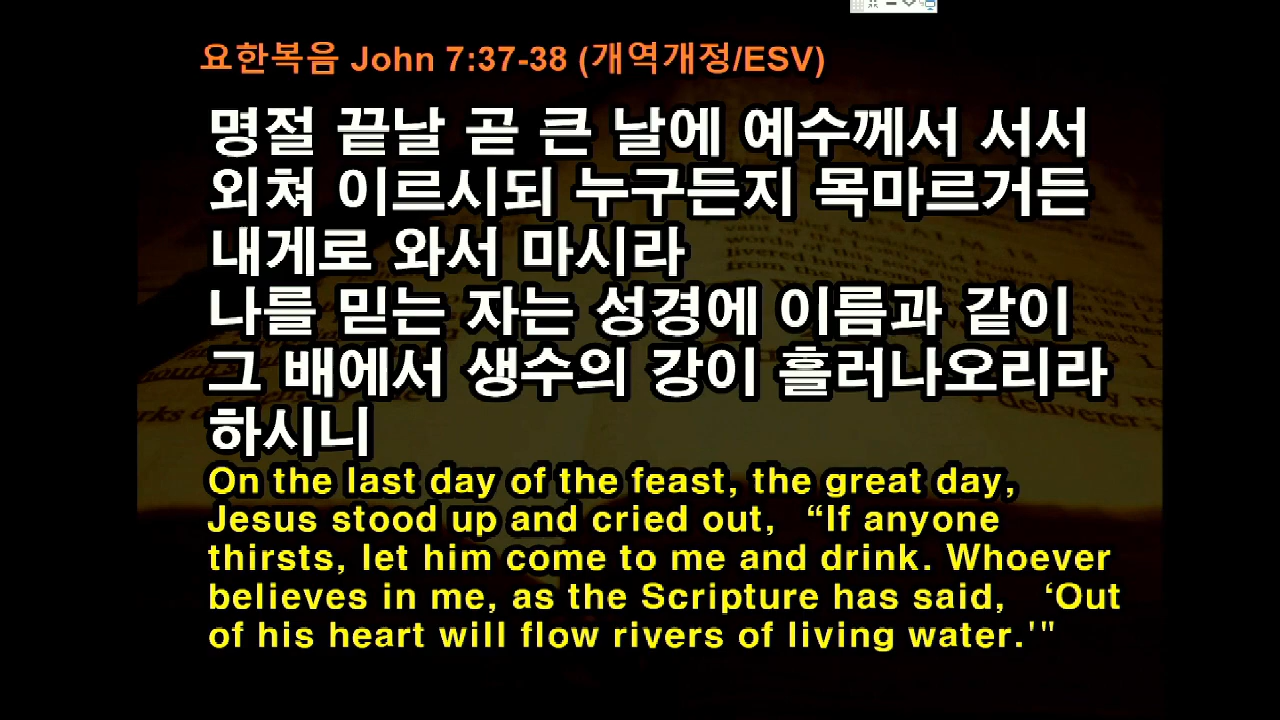 요한복음 John 7:37-38 (개역개정/ESV)
명절 끝날 곧 큰 날에 예수께서 서서
외쳐 이르시되 누구든지 목마르거든
내게로 와서 마시라
나를 믿는 자는 성경에 이름과 같이
그 배에서 생수의 강이 흘러나오리라
하시니
On the last day of the feast, the great day,
Jesus stood up and cried out, “If anyone
thirsts, let him come to me and drink. Whoever
believes in me, as the Scripture has said, ‘Out
of his heart will flow rivers of living water.'"